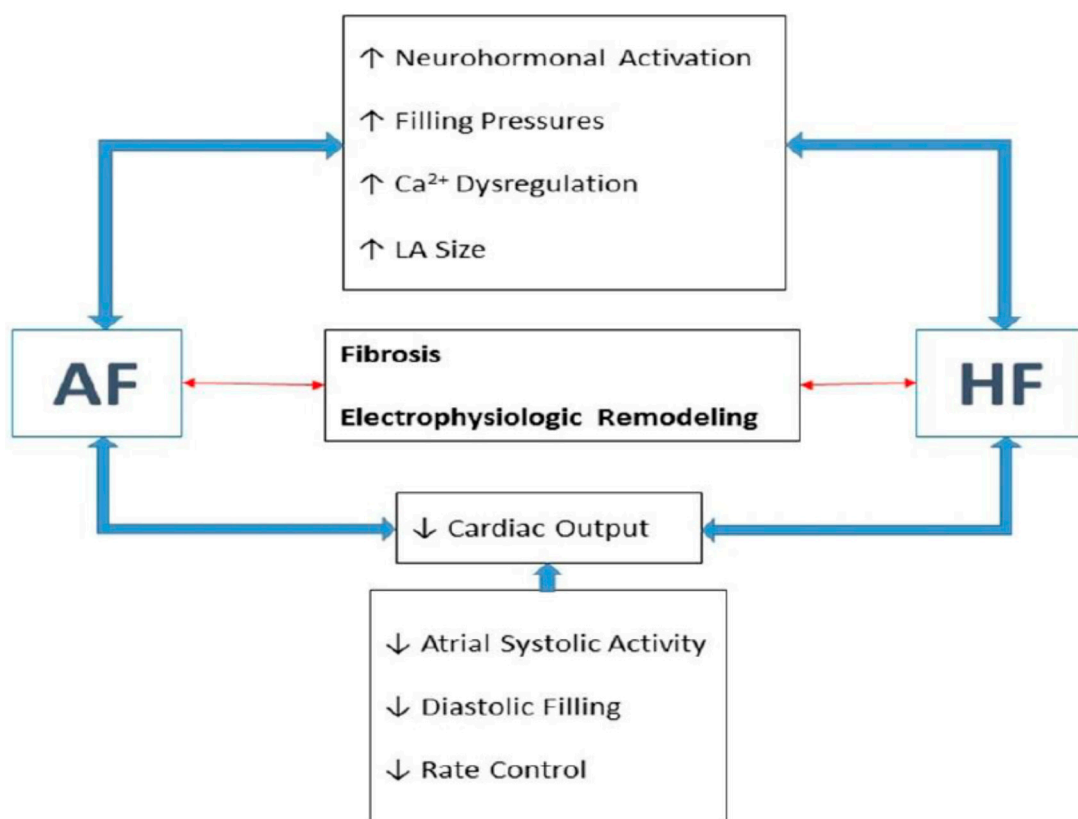 ↑ Neurohormonal Activation
↑ Filling Pressures
↑ Ca²⁺ Dysregulation
↑ LA Size
AF
Fibrosis
Electrophysiologic Remodeling
HF
↓ Cardiac Output
↓ Atrial Systolic Activity
↓ Diastolic Filling
↓ Rate Control